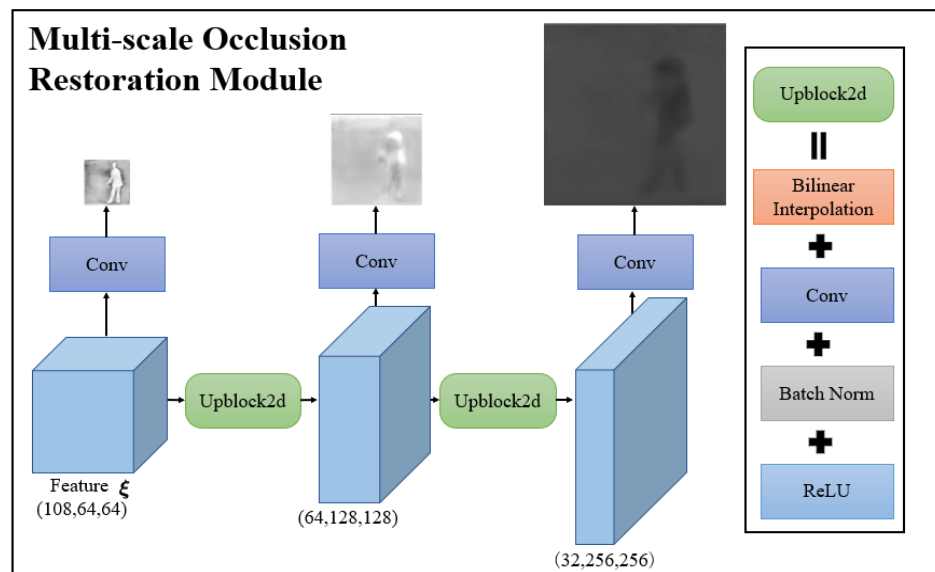 Multi-scale Occlusion
Restoration Module
Conv
Conv
Conv
Upblock2d
Upblock2d
Feature ξ
(108,64,64)
(64,128,128)
(32,256,256)
Upblock2d
=
Bilinear
Interpolation
+
Conv
+
Batch Norm
+
ReLU